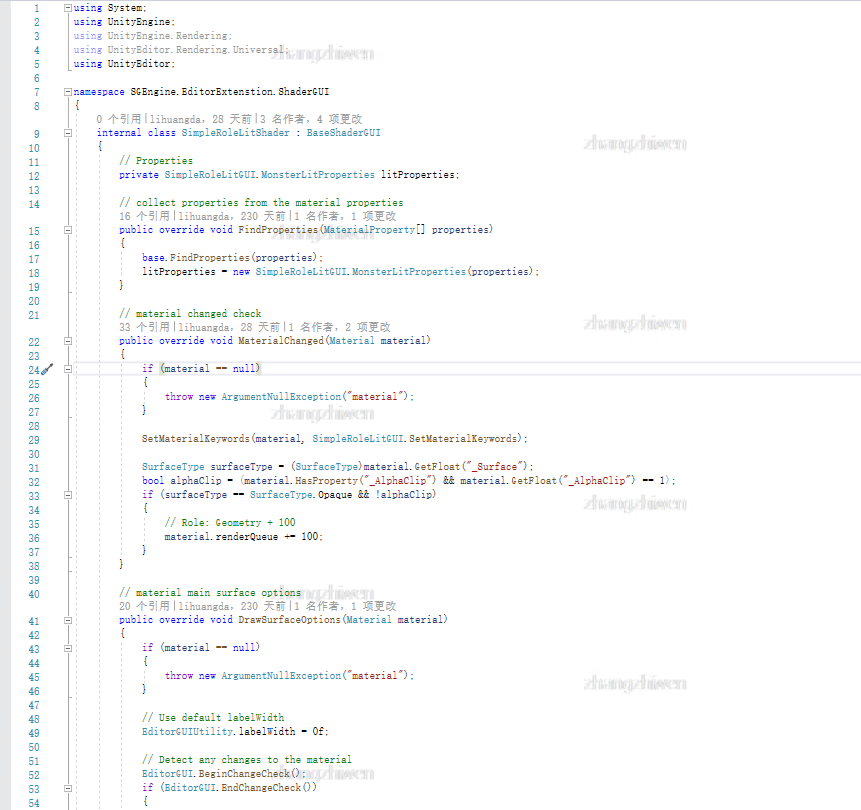 1 using System;
2 using UnityEngine;
3 using UnityEngine.Rendering;
4 using UnityEditor.Rendering.Universal;
zhangzhiwen
5 using UnityEditor;
6
7 namespace SGEngine.EditorExtenstion.ShaderGUI
8 {
0 个引用|lihuangda，28 天前|3 名作者，4 项更改
9 internal class SimpleRoleLitShader : BaseShaderGUI
zhangzhiwen
10 {
11 // Properties
12 private SimpleRoleLitGUI.MonsterLitProperties litProperties;
13
14 // collect properties from the material properties
16 个引用|lihuangda，230 天前|1 名作者，1 项更改
15 public override void FindProperties(MaterialProperty[] properties)
zhangzhiwen
16 {
17 base.FindProperties(properties);
18 litProperties = new SimpleRoleLitGUI.MonsterLitProperties(properties);
19 }
20
21 // material changed check
33 个引用|lihuangda，28 天前|1 名作者，2 项更改
zhangzhiwen
22 public override void MaterialChanged(Material material)
23 {
24 if (material == null)
25 {
26 throw new ArgumentNullException("material");
27 }
zhangzhiwen
28
29 SetMaterialKeywords(material, SimpleRoleLitGUI.SetMaterialKeywords);
30
31 SurfaceType surfaceType = (SurfaceType)material.GetFloat("_Surface");
32 bool alphaClip = (material.HasProperty("_AlphaClip") && material.GetFloat("_AlphaClip") == 1);
33 if (surfaceType == SurfaceType.Opaque && !alphaClip)
zhangzhiwen
34 {
35 // Role: Geometry + 100
36 material.renderQueue += 100;
37 }
38 }
39
40 // material main surface options
zhangzhiwen
20 个引用|lihuangda，230 天前|1 名作者，1 项更改
41 public override void DrawSurfaceOptions(Material material)
42 {
43 if (material == null)
44 {
45 throw new ArgumentNullException("material");
zhangzhiwen
46 }
47
48 // Use default labelWidth
49 EditorGUIUtility.labelWidth = 0f;
50
51 // Detect any changes to the material
52 EditorGUI.BeginChangeCheck();
zhangzhiwen
53 if (EditorGUI.EndChangeCheck())
54 {